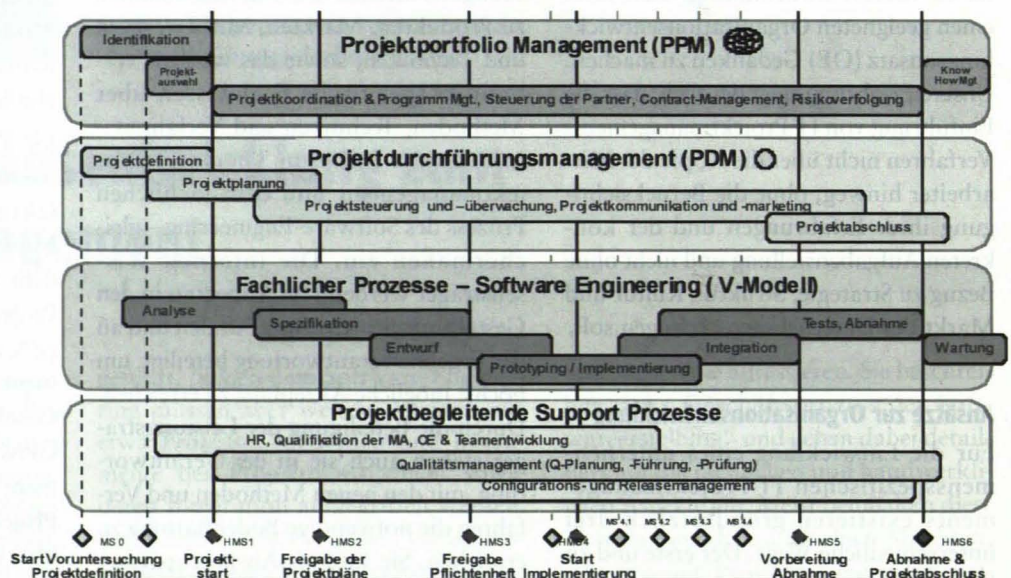 Identifikation
Projektportfolio Management (PPM)
Projekt-
auswahl
Know
How Mgt
Projektkoordination & Programm Mgt., Steuerung der Partner, Contract-Management, Risikoverfolgung
Projektdefinition
Projektdurchführungsmanagement (PDM)
Projektplanung
Projektsteuerung und –überwachung, Projektkommunikation und –marketing
Projektabschluss
Fachlicher Prozesse – Software Engineering (V-Modell)
Analyse
Spezifikation
Tests, Abnahme
Entwurf
Integration
Wartung
Prototyping / Implementierung
Projektbegleitende Support Prozesse
HR, Qualifikation der MA, CE & Teamentwicklung
Qualitätsmanagement (Q-Planung, -Führung, -Prüfung)
Configurations- und Releasemanagement
MS 0 HMS1 HMS2 HMS3 HMS4 MS 4.1 MS 4.2 MS 4.3 MS 4.4 HMS5 HMS6
Start Voruntersuchung Projekt- Freigabe der Freigabe Start Vorbereitung Abnahme &
Projektdefinition start Projektpläne Pflichtenheft Implementierung Abnahme Projektabschluss